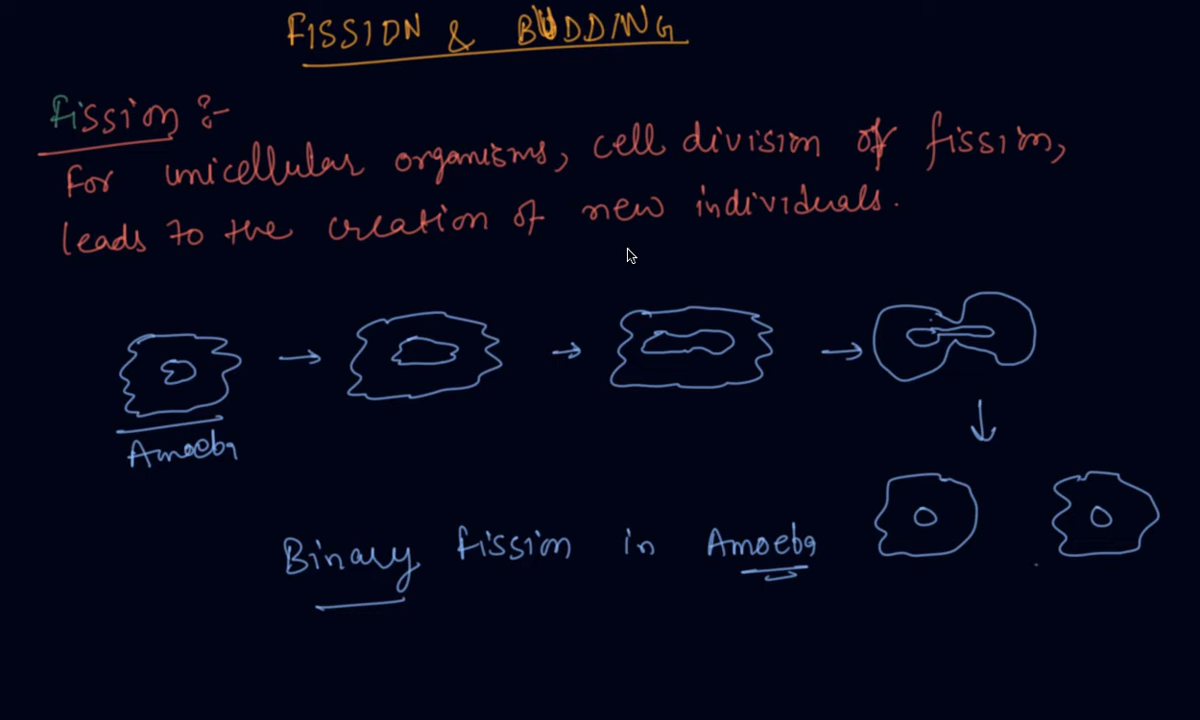 FISSION & BUDDING
Fission :-
For unicellular organisms, cell division of fission,
leads to the creation of new individuals.
Amoeba
Binary fission in Amoeba